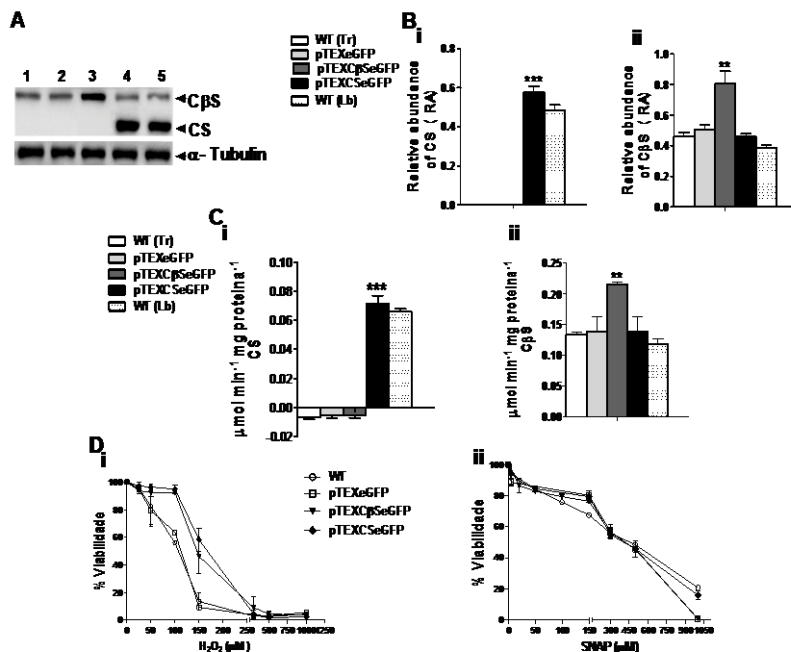 A
1 2 3 4 5
CβS
CS
α- Tubulin
WT (Tr)
pTEXeGFP
pTEXCβSeGFP
pTEXCSeGFP
WT (Lb)
B
i
Relative abundance
of CS ( RA)
0.8
0.6
0.4
0.2
0.0
***
ii
Relative abundance
of CβS ( RA)
1.0
0.8
0.6
0.4
0.2
0.0
**
WT (Tr)
pTEXeGFP
pTEXCβSeGFP
pTEXCSeGFP
WT (Lb)
C
i
μmol min-1 mg proteina-1
CS
0.10
0.08
0.06
0.04
0.02
0.00
-0.02
***
ii
μmol min-1 mg proteina-1
CβS
0.25
0.20
0.15
0.10
0.05
0.00
**
D
i
% Viabilidade
100
80
60
40
20
0
0 50 100 150 250 500 1000 1250
H2O2 (μM)
WT
pTEXeGFP
pTEXCβSeGFP
pTEXCSeGFP
ii
% Viabilidade
100
80
60
40
20
0
0 50 100 150 300 450 600 750 900 1050
SNAP (μM)